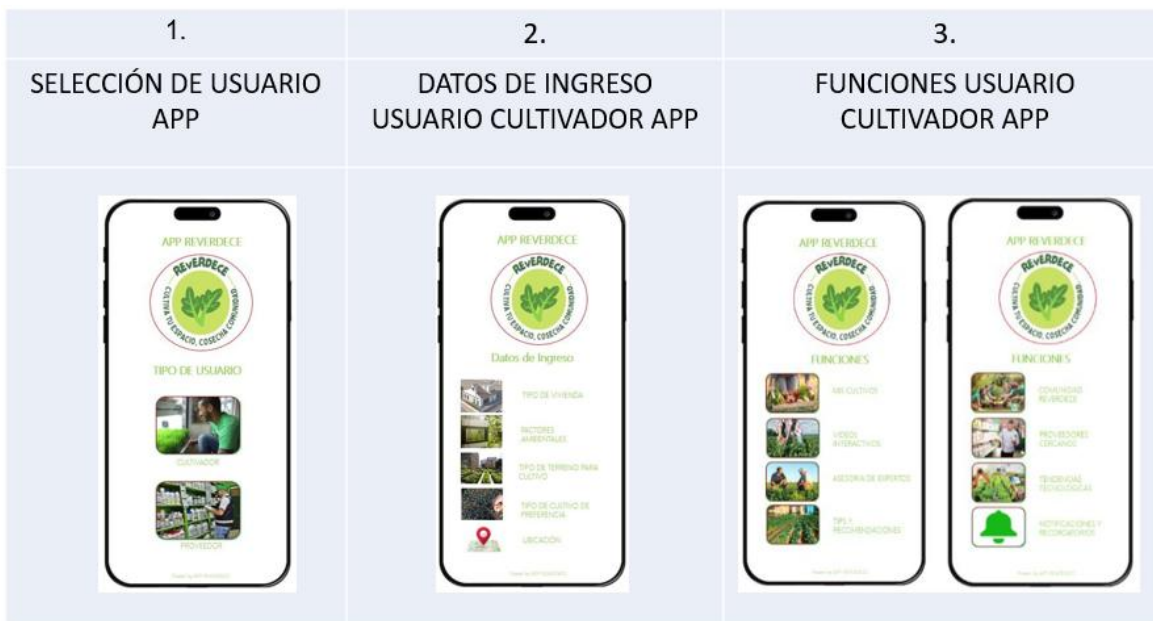 1.
2.
3.
SELECCIÓN DE USUARIO
APP
DATOS DE INGRESO
USUARIO CULTIVADOR APP
FUNCIONES USUARIO
CULTIVADOR APP
APP REVERDECE
REVERDECE
CULTIVA TU ESPACIO, COSECHA COMUNIDAD
TIPO DE USUARIO
CULTIVADOR
PROVEEDOR
APP REVERDECE
REVERDECE
CULTIVA TU ESPACIO, COSECHA COMUNIDAD
Datos de Ingreso
TIPO DE VIVIENDA
FACTORES
AMBIENTALES
TIPO DE TERRENO PARA
CULTIVO
TIPO DE CULTIVO DE
PREFERENCIA
UBICACIÓN
APP REVERDECE
REVERDECE
CULTIVA TU ESPACIO, COSECHA COMUNIDAD
FUNCIONES
MIS CULTIVOS
VIDEOS
INTERACTIVOS
ASESORIA DE EXPERTOS
TIPS Y
RECOMENDACIONES
APP REVERDECE
REVERDECE
CULTIVA TU ESPACIO, COSECHA COMUNIDAD
FUNCIONES
COMUNIDAD
REVERDECE
PROVEEDORES
CERCANOS
TENDENCIAS
TECNOLÓGICAS
NOTIFICACIONES Y
RECORDATORIOS